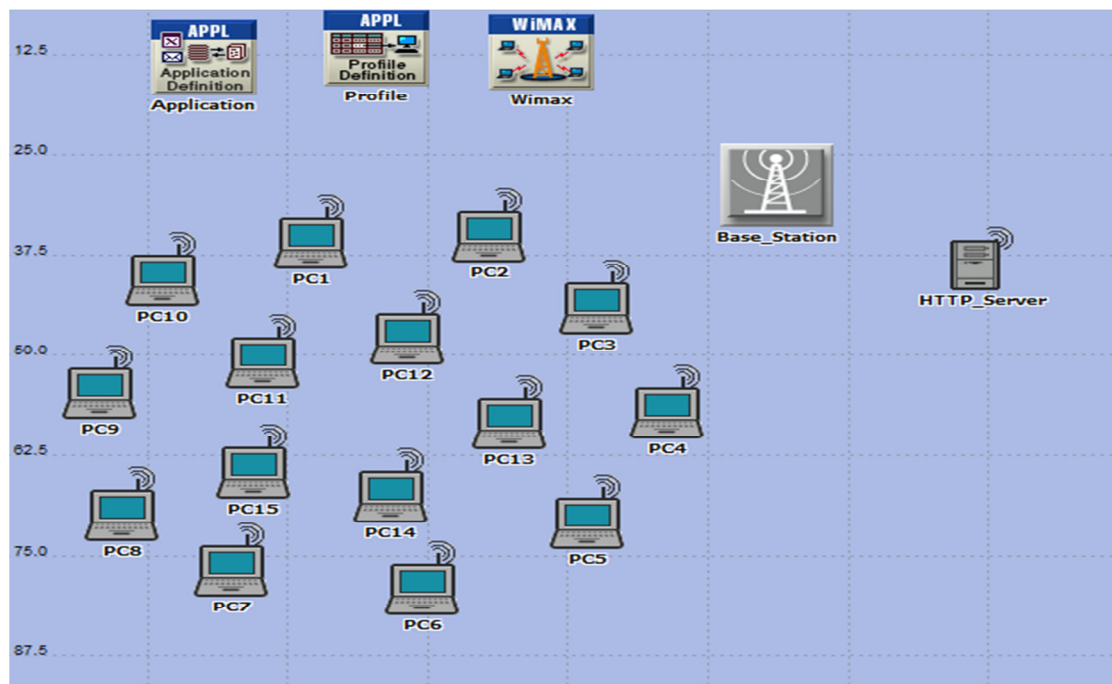 APPL
Application
Definition
Application
APPL
Profile
Definition
Profile
WiMAX
Wimax
12.5
25.0
Base_Station
PC1
PC2
37.5
HTTP_Server
PC10
PC3
50.0
PC12
PC11
PC9
PC4
PC13
62.5
PC15
PC14
PC8
PC5
75.0
PC7
PC6
87.5